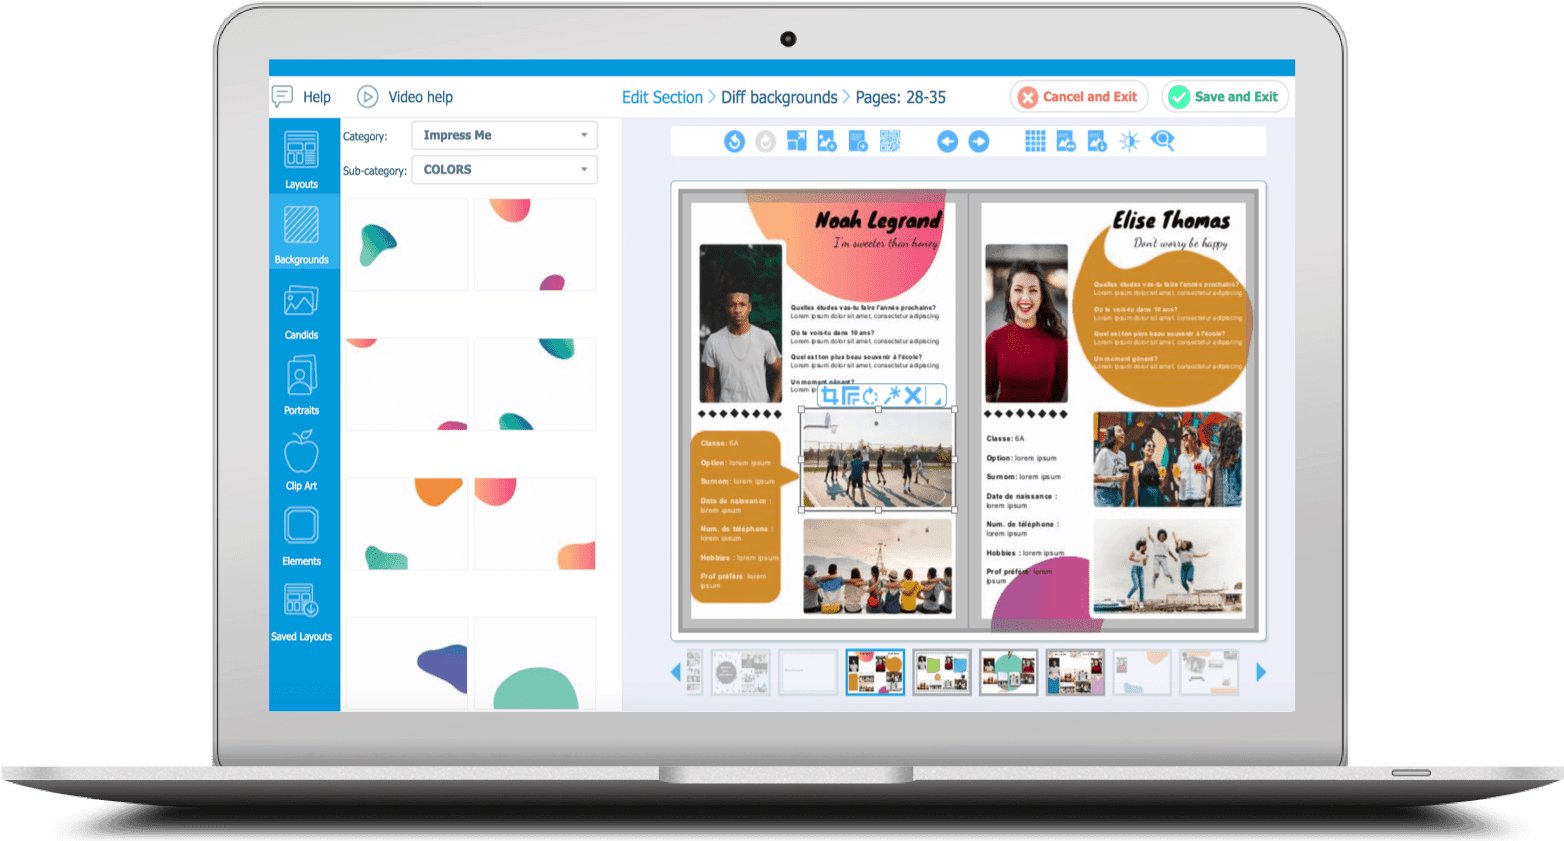 Help
Video help
Edit Section > Diff backgrounds > Pages: 28-35
Cancel and Exit
Save and Exit
Layouts
Backgrounds
Candids
Portraits
Clip Art
Elements
Saved Layouts
Category: Impress Me
Sub-category: COLORS
Noah Legrand
I'm sweeter than honey
Quelles études vas-tu faire l'année prochaine?
Lorem ipsum dolor sit amet, consectetur adipiscing
Où te vois-tu dans 10 ans?
Lorem ipsum dolor sit amet, consectetur adipiscing
Quel est ton plus beau souvenir à l'école?
Lorem ipsum dolor sit amet, consectetur adipiscing
Un moment gênant?
Lorem
Classe: 6A
Option: lorem ipsum
Surnom: lorem ipsum
Date de naissance :
lorem ipsum
Num. de téléphone :
lorem ipsum
Hobbies : lorem ipsum
Prof préféré: lorem
ipsum
Elise Thomas
Don't worry be happy
Quelles études vas-tu faire l'année prochaine?
Lorem ipsum dolor sit amet, consectetur adipiscing
Où te vois-tu dans 10 ans?
Lorem ipsum dolor sit amet, consectetur adipiscing
Quel est ton plus beau souvenir à l'école?
Lorem ipsum dolor sit amet, consectetur adipiscing
Un moment gênant?
Lorem ipsum dolor sit amet, consectetur adipiscing
Classe: 6A
Option: lorem ipsum
Surnom: lorem ipsum
Date de naissance :
lorem ipsum
Num. de téléphone :
lorem ipsum
Hobbies : lorem ipsum
Prof préféré: lorem
ipsum